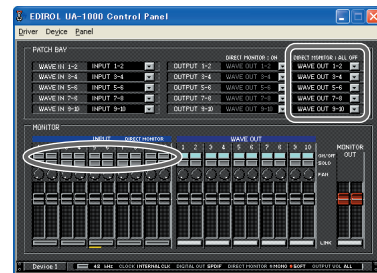 EDIROL UA-1000 Control Panel
Driver Device Panel
PATCH BAY
DIRECT MONITOR : ON DIRECT MONITOR : ALL OFF
WAVE IN 1-2 INPUT 1-2 OUTPUT 1-2 WAVE OUT 1-2 WAVE OUT 1-2
WAVE IN 3-4 INPUT 3-4 OUTPUT 3-4 WAVE OUT 3-4 WAVE OUT 3-4
WAVE IN 5-6 INPUT 5-6 OUTPUT 5-6 WAVE OUT 5-6 WAVE OUT 5-6
WAVE IN 7-8 INPUT 7-8 OUTPUT 7-8 WAVE OUT 7-8 WAVE OUT 7-8
WAVE IN 9-10 INPUT 9-10 OUTPUT 9-10 WAVE OUT 9-10 WAVE OUT 9-10
MONITOR
INPUT DIRECT MONITOR WAVE OUT
1 2 3 4 5 6 7 8 9 10 MONITOR OUT
ON/OFF
SOLO
PAN
LINK
Device 1 48 kHz CLOCK INTERNAL CLK DIGITAL OUT SPDIF DIRECT MONITOR MONO SOFT OUTPUT VOL ALL